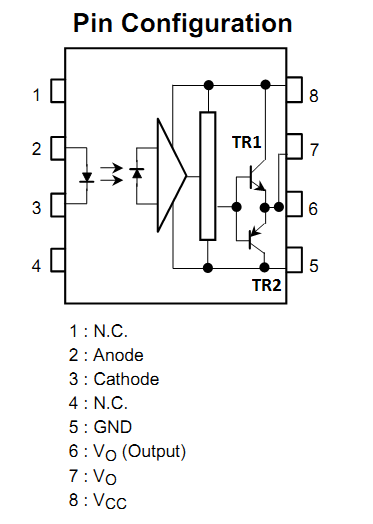 Pin Configuration
1
8
2
TR1
7
3
6
4
5
TR2
1 : N.C.
2 : Anode
3 : Cathode
4 : N.C.
5 : GND
6 : VO (Output)
7 : VO
8 : VCC